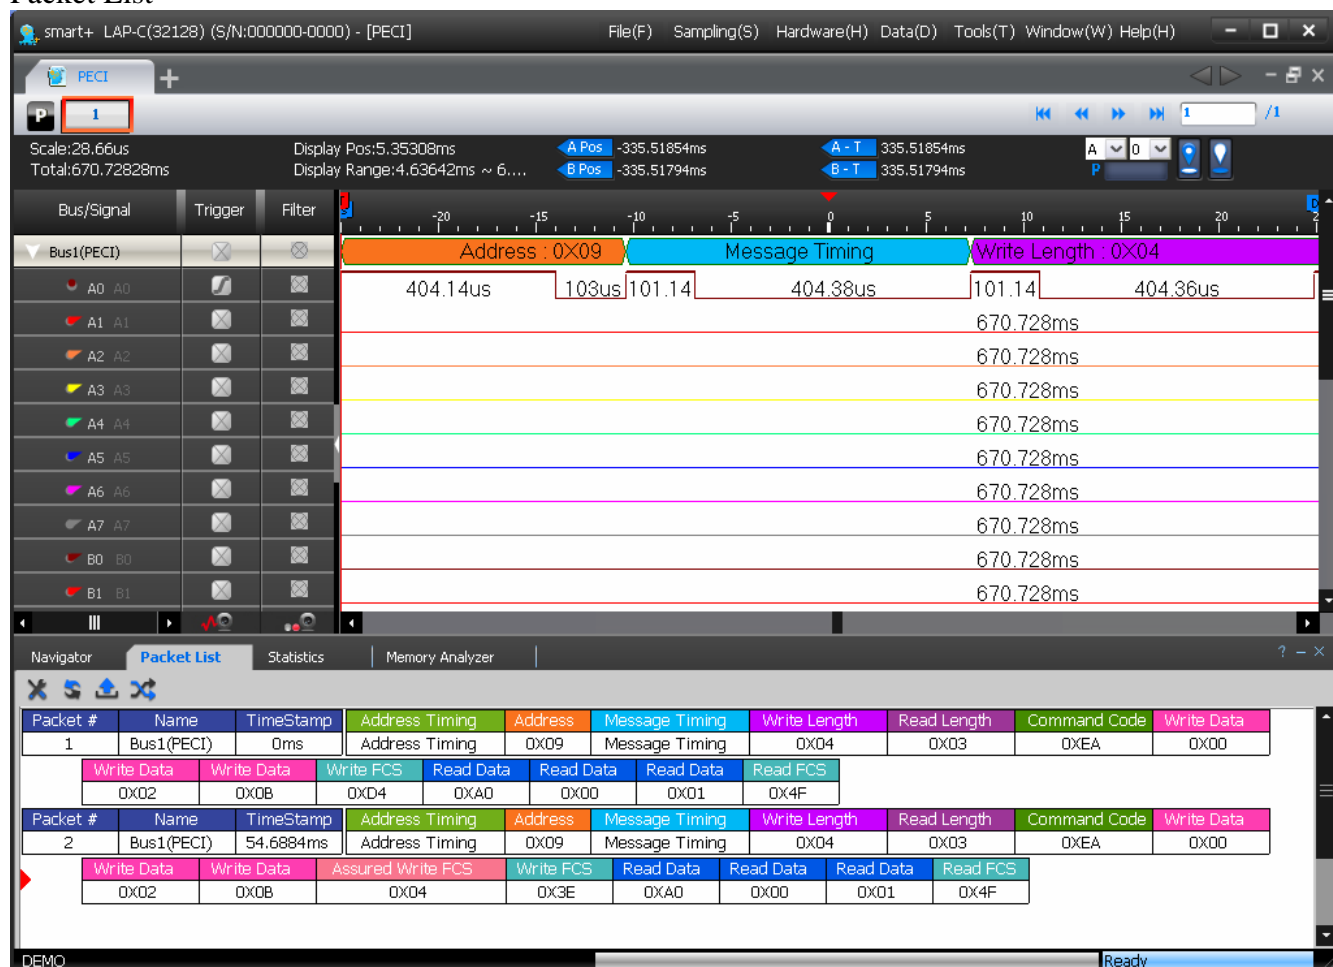 Packet List
smart+ LAP-C(32128) (S/N:000000-0000) - [PECI] File(F) Sampling(S) Hardware(H) Data(D) Tools(T) Window(W) Help(H)
PECI
P 1 1 /1
Scale:28.66us Display Pos:5.35308ms A Pos -335.51854ms A - T 335.51854ms A 0
Total:670.72828ms Display Range:4.63642ms ~ 6.... B Pos -335.51794ms B - T 335.51794ms P
Bus/Signal Trigger Filter -20 -15 -10 -5 0 5 10 15 20
Bus1(PECI) Address : 0X09 Message Timing Write Length : 0X04
A0 A0 404.14us 103us 101.14 404.38us 101.14 404.36us
A1 A1 670.728ms
A2 A2 670.728ms
A3 A3 670.728ms
A4 A4 670.728ms
A5 A5 670.728ms
A6 A6 670.728ms
A7 A7 670.728ms
B0 B0 670.728ms
B1 B1 670.728ms
Navigator Packet List Statistics Memory Analyzer
Packet # Name TimeStamp Address Timing Address Message Timing Write Length Read Length Command Code Write Data
1 Bus1(PECI) 0ms Address Timing 0X09 Message Timing 0X04 0X03 0XEA 0X00
Write Data Write Data Write FCS Read Data Read Data Read Data Read FCS
0X02 0X0B 0XD4 0XA0 0X00 0X01 0X4F
Packet # Name TimeStamp Address Timing Address Message Timing Write Length Read Length Command Code Write Data
2 Bus1(PECI) 54.6884ms Address Timing 0X09 Message Timing 0X04 0X03 0XEA 0X00
Write Data Write Data Assured Write FCS Write FCS Read Data Read Data Read Data Read FCS
0X02 0X0B 0X04 0X3E 0XA0 0X00 0X01 0X4F
DEMO Ready